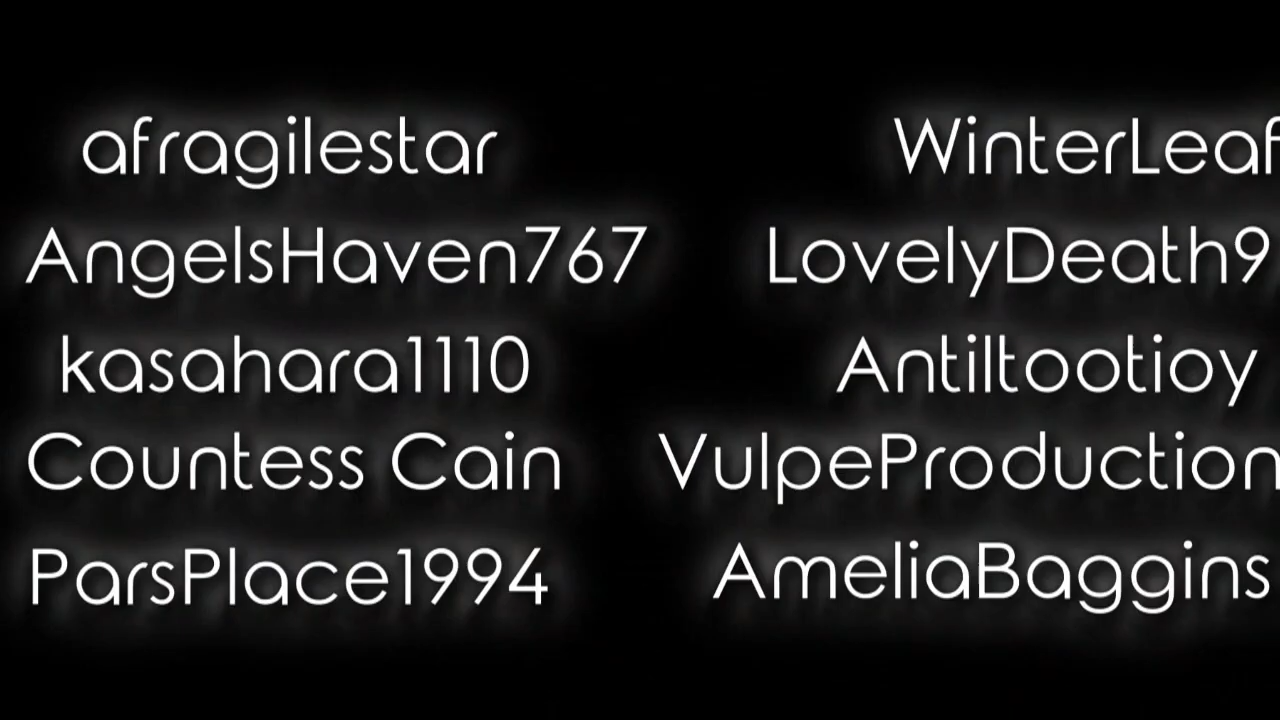 afragilestar WinterLeaf
AngelsHaven767 LovelyDeath9
kasahara1110 Antiltootioy
Countess Cain VulpeProduction
ParsPlace1994 AmeliaBaggins